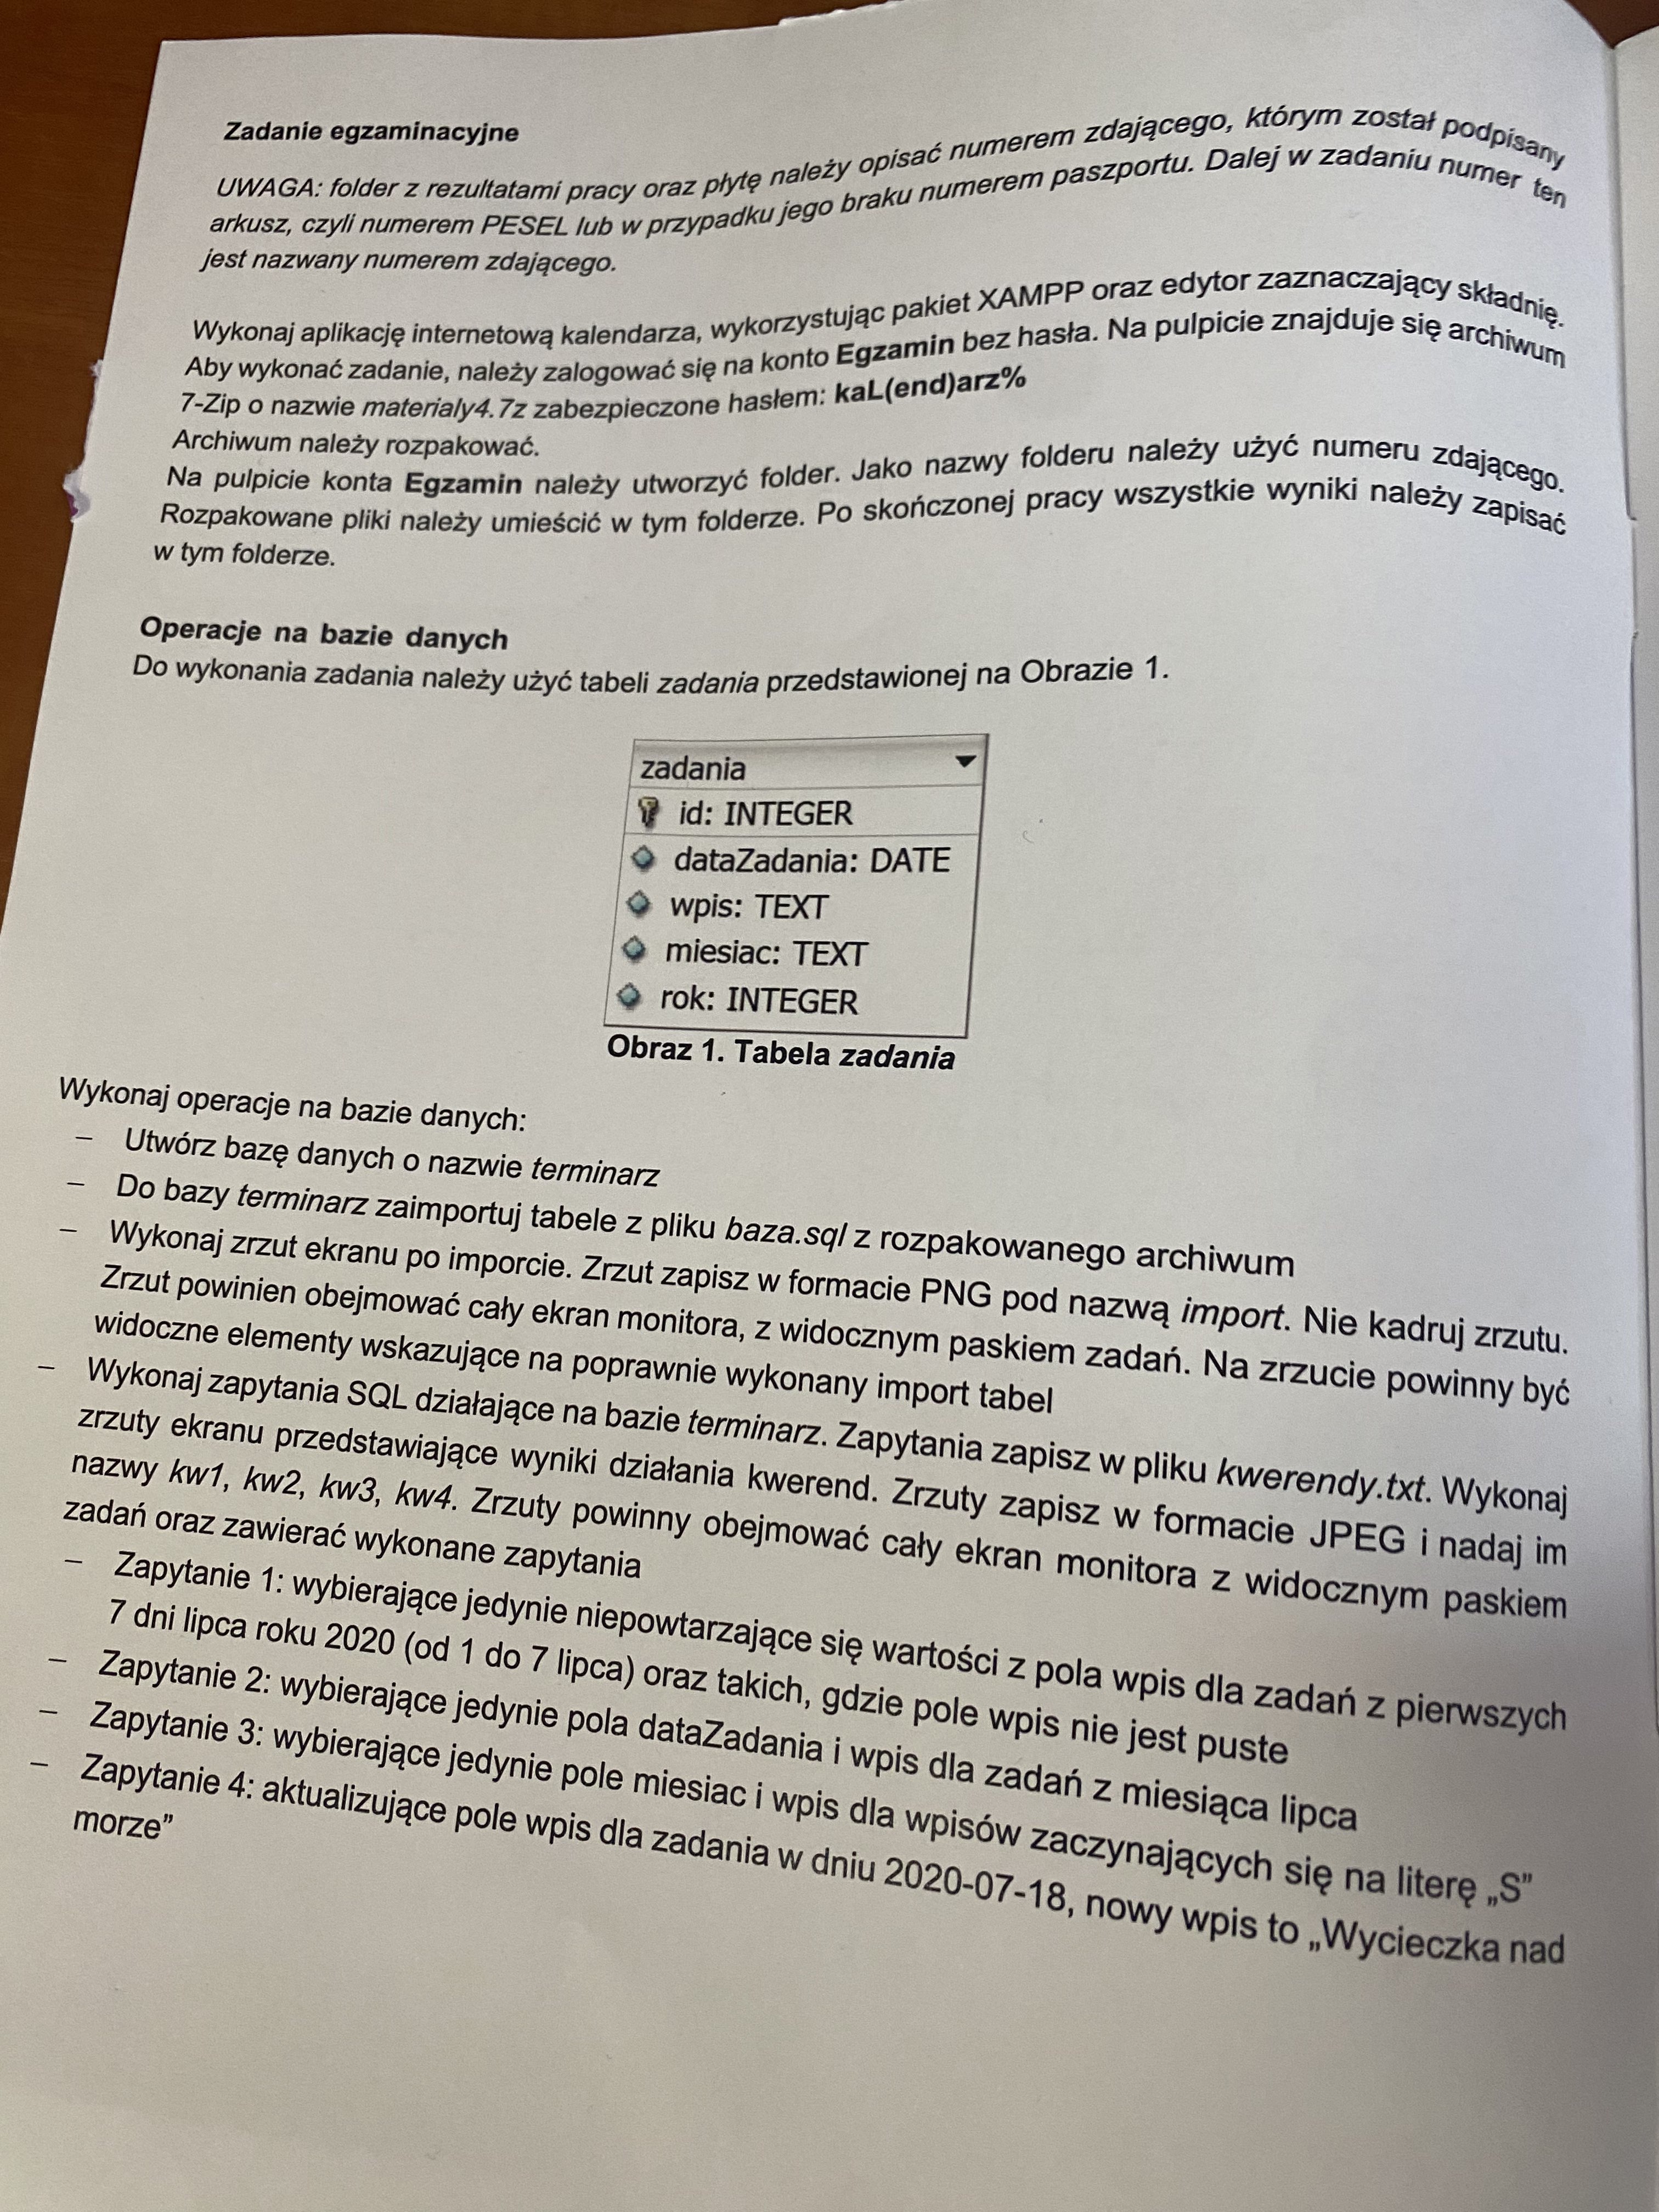 Zadanie egzaminacyjne
UWAGA: folder z rezultatami pracy oraz płytę należy opisać numerem zdającego, którym został podpisany
arkusz, czyli numerem PESEL lub w przypadku jego braku numerem paszportu. Dalej w zadaniu numer ten
jest nazwany numerem zdającego.
Wykonaj aplikację internetową kalendarza, wykorzystując pakiet XAMPP oraz edytor zaznaczający składnię.
Aby wykonać zadanie, należy zalogować się na konto Egzamin bez hasła. Na pulpicie znajduje się archiwum
7-Zip o nazwie materialy4.7z zabezpieczone hasłem: kaL(end)arz%
Archiwum należy rozpakować.
Na pulpicie konta Egzamin należy utworzyć folder. Jako nazwy folderu należy użyć numeru zdającego.
Rozpakowane pliki należy umieścić w tym folderze. Po skończonej pracy wszystkie wyniki należy zapisać
w tym folderze.
Operacje na bazie danych
Do wykonania zadania należy użyć tabeli zadania przedstawionej na Obrazie 1.
zadania
id: INTEGER
dataZadania: DATE
wpis: TEXT
miesiac: TEXT
rok: INTEGER
Obraz 1. Tabela zadania
Wykonaj operacje na bazie danych:
– Utwórz bazę danych o nazwie terminarz
– Do bazy terminarz zaimportuj tabele z pliku baza.sql z rozpakowanego archiwum
– Wykonaj zrzut ekranu po imporcie. Zrzut zapisz w formacie PNG pod nazwą import. Nie kadruj zrzutu.
Zrzut powinien obejmować cały ekran monitora, z widocznym paskiem zadań. Na zrzucie powinny być
widoczne elementy wskazujące na poprawnie wykonany import tabel
– Wykonaj zapytania SQL działające na bazie terminarz. Zapytania zapisz w pliku kwerendy.txt. Wykonaj
zrzuty ekranu przedstawiające wyniki działania kwerend. Zrzuty zapisz w formacie JPEG i nadaj im
nazwy kw1, kw2, kw3, kw4. Zrzuty powinny obejmować cały ekran monitora z widocznym paskiem
zadań oraz zawierać wykonane zapytania
– Zapytanie 1: wybierające jedynie niepowtarzające się wartości z pola wpis dla zadań z pierwszych
7 dni lipca roku 2020 (od 1 do 7 lipca) oraz takich, gdzie pole wpis nie jest puste
– Zapytanie 2: wybierające jedynie pola dataZadania i wpis dla zadań z miesiąca lipca
– Zapytanie 3: wybierające jedynie pole miesiac i wpis dla wpisów zaczynających się na literę „S”
– Zapytanie 4: aktualizujące pole wpis dla zadania w dniu 2020-07-18, nowy wpis to „Wycieczka nad
morze”